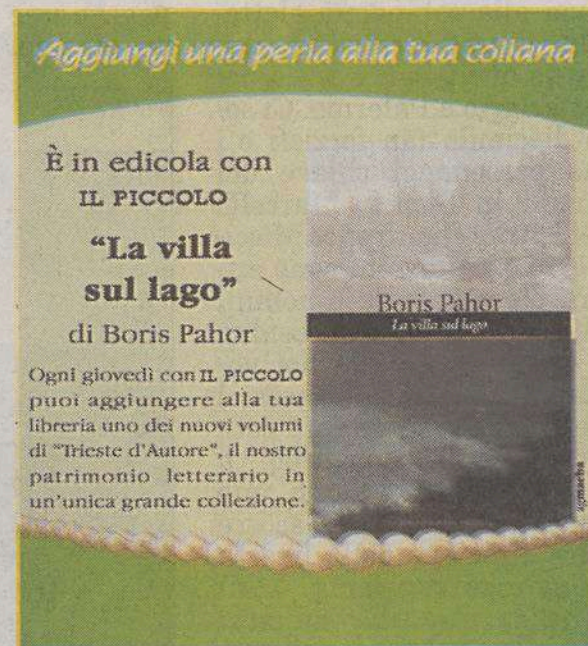 Aggiungi una perla alla tua collana
È in edicola con
IL PICCOLO
“La villa
sul lago”
di Boris Pahor
Ogni giovedì con IL PICCOLO
puoi aggiungere alla tua
libreria uno dei nuovi volumi
di “Trieste d'Autore”, il nostro
patrimonio letterario in
un'unica grande collezione.
Boris Pahor
La villa sul lago